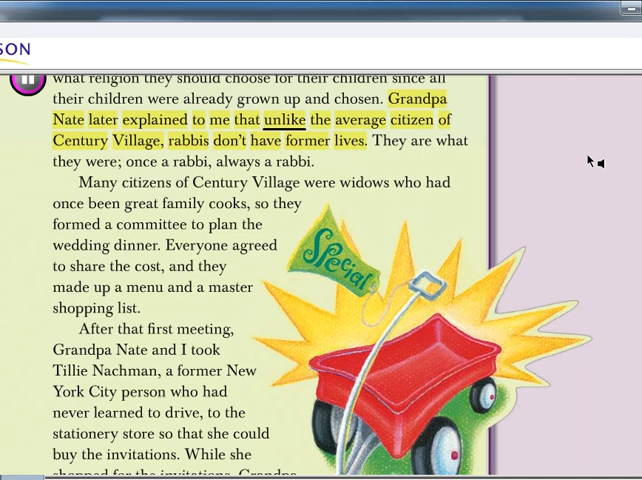 SON
what religion they should choose for their children since all
their children were already grown up and chosen. Grandpa
Nate later explained to me that unlike the average citizen of
Century Village, rabbis don't have former lives. They are what
they were; once a rabbi, always a rabbi.
Many citizens of Century Village were widows who had
once been great family cooks, so they
formed a committee to plan the
wedding dinner. Everyone agreed
to share the cost, and they
made up a menu and a master
shopping list.
After that first meeting,
Grandpa Nate and I took
Tillie Nachman, a former New
York City person who had
never learned to drive, to the
stationery store so that she could
buy the invitations. While she
shopped for the invitations, Grandpa
Special